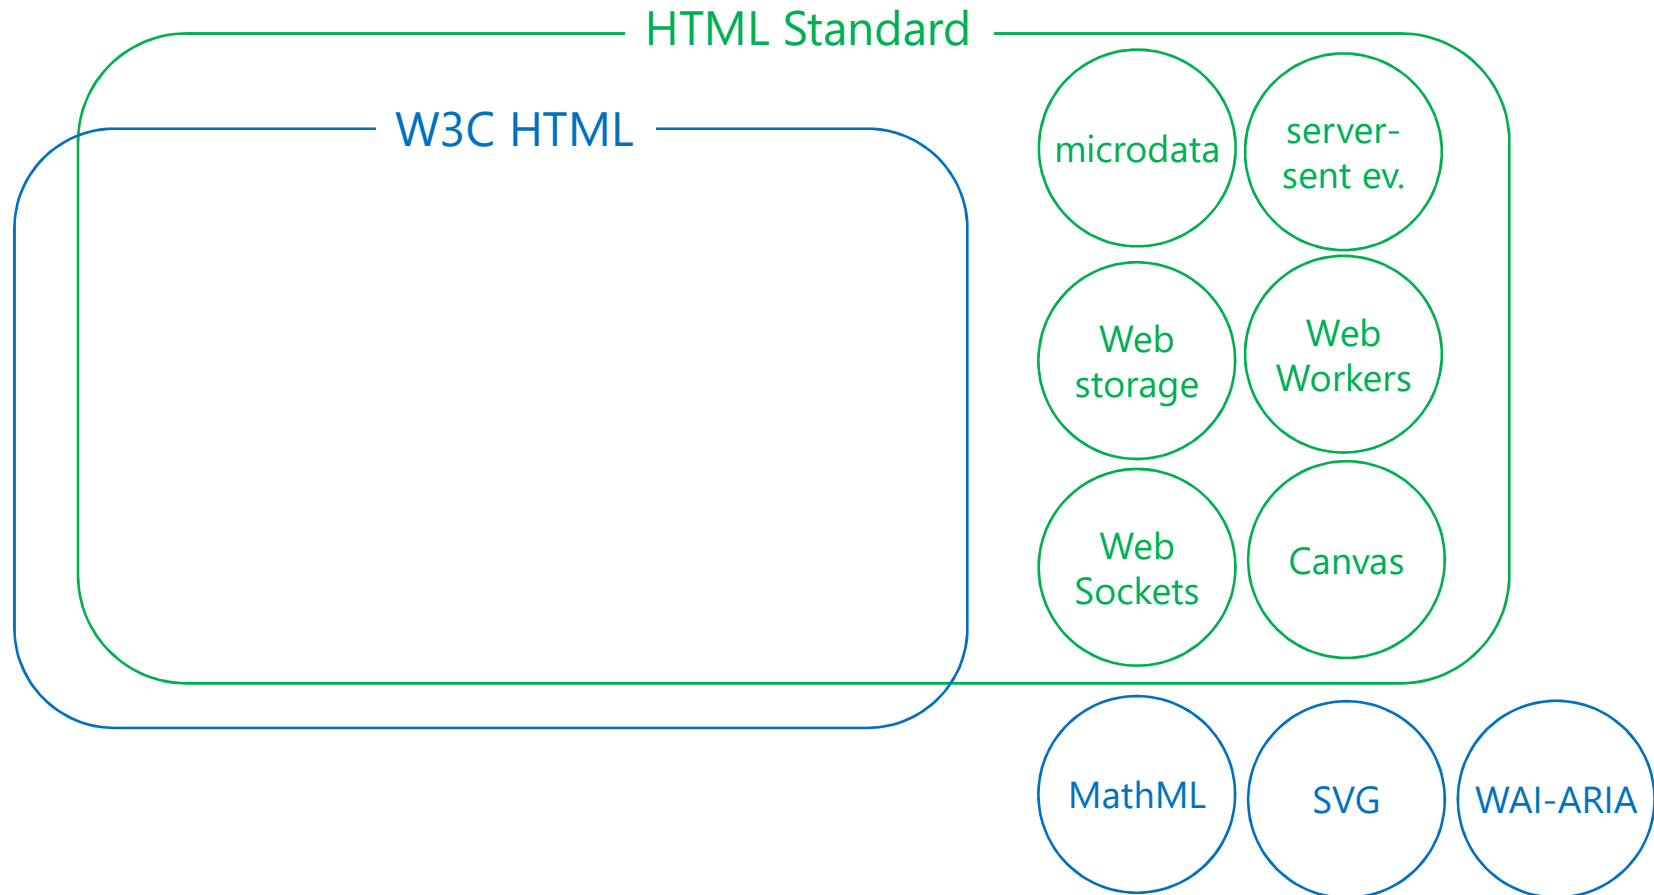 HTML Standard
W3C HTML
microdata
server-
sent ev.
Web
storage
Web
Workers
Web
Sockets
Canvas
MathML
SVG
WAI-ARIA